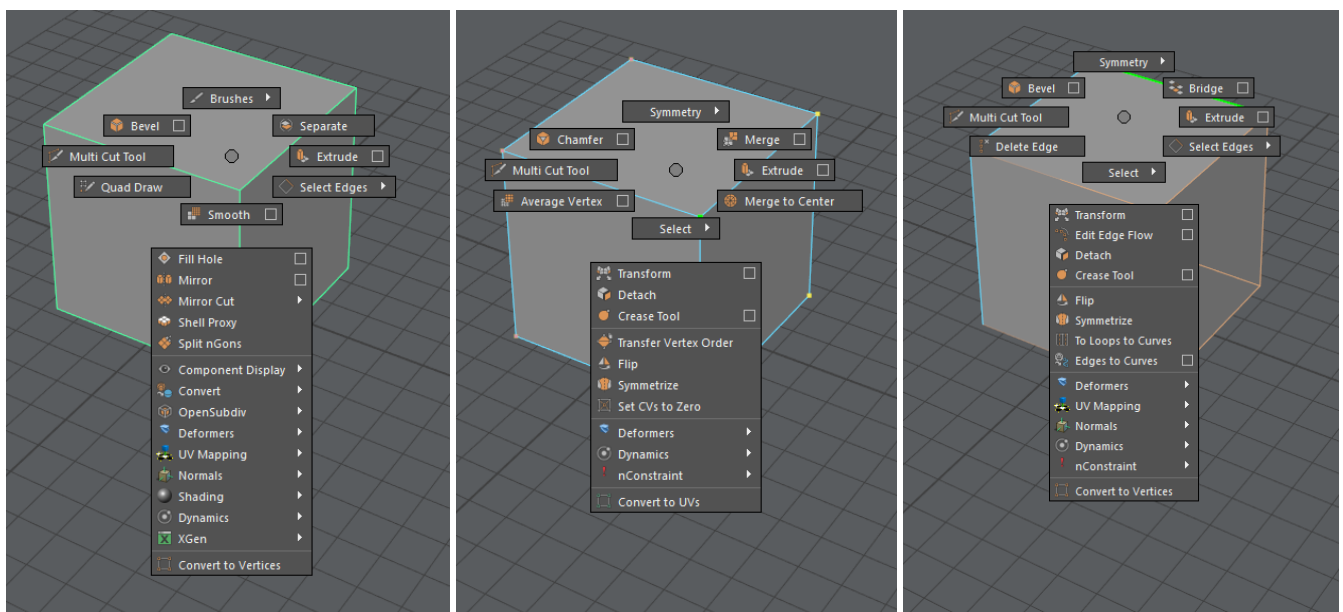 Brushes
Bevel
Separate
Multi Cut Tool
Extrude
Quad Draw
Select Edges
Smooth
Fill Hole
Mirror
Mirror Cut
Shell Proxy
Split nGons
Component Display
Convert
OpenSubdiv
Deformers
UV Mapping
Normals
Shading
Dynamics
XGen
Convert to Vertices
Symmetry
Chamfer
Merge
Multi Cut Tool
Extrude
Average Vertex
Merge to Center
Select
Transform
Detach
Crease Tool
Transfer Vertex Order
Flip
Symmetrize
Set CVs to Zero
Deformers
Dynamics
nConstraint
Convert to UVs
Symmetry
Bevel
Bridge
Multi Cut Tool
Extrude
Delete Edge
Select Edges
Select
Transform
Edit Edge Flow
Detach
Crease Tool
Flip
Symmetrize
To Loops to Curves
Edges to Curves
Deformers
UV Mapping
Normals
Dynamics
nConstraint
Convert to Vertices